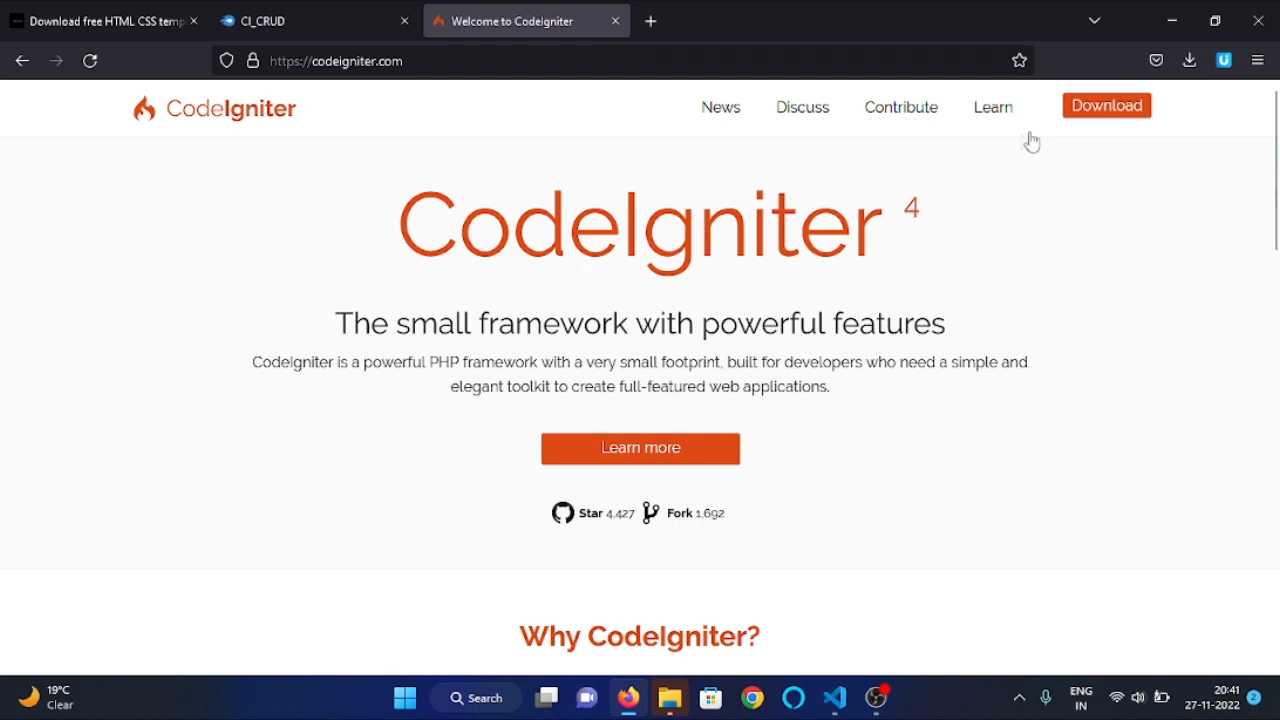 Download free HTML CSS temp
CI_CRUD
Welcome to CodeIgniter
https://codeigniter.com
CodeIgniter
News
Discuss
Contribute
Learn
Download
CodeIgniter 4
The small framework with powerful features
CodeIgniter is a powerful PHP framework with a very small footprint, built for developers who need a simple and
elegant toolkit to create full-featured web applications.
Learn more
Star 4,427
Fork 1,692
Why CodeIgniter?
19°C
Clear
Search
ENG
IN
20:41
27-11-2022
2